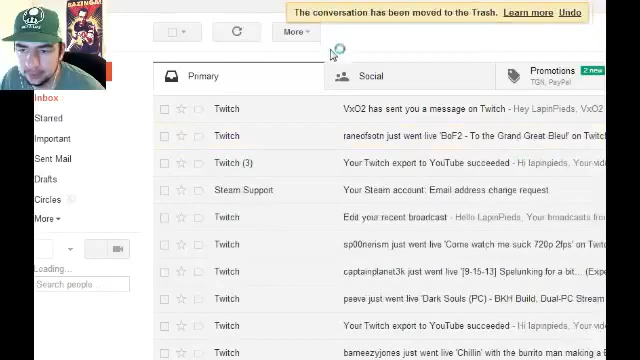 The conversation has been moved to the Trash. Learn more Undo
BAZINGA!
More
Primary
Social
Promotions 2 new
TGN, PayPal
Inbox
Starred
Important
Sent Mail
Drafts
Circles
More
Loading...
Search people...
Twitch VxO2 has sent you a message on Twitch - Hey LapinPieds, VxO2
Twitch raneofsotn just went live 'BoF2 - To the Grand Great Bleu!' on Twitch
Twitch (3) Your Twitch export to YouTube succeeded - Hi lapinpieds, Your vide
Steam Support Your Steam account: Email address change request
Twitch Edit your recent broadcast - Hello LapinPieds, Your broadcasts from
Twitch sp00nerism just went live 'Come watch me suck 720p 2fps' on Twitch
Twitch captainplanet3k just went live '[9-15-13] Spelunking for a bit... (Expe
Twitch peeve just went live 'Dark Souls (PC) - BKH Build, Dual-PC Stream
Twitch Your Twitch export to YouTube succeeded - Hi lapinpieds, Your vide
Twitch barneezyjones just went live 'Chillin' with the burrito man making a B